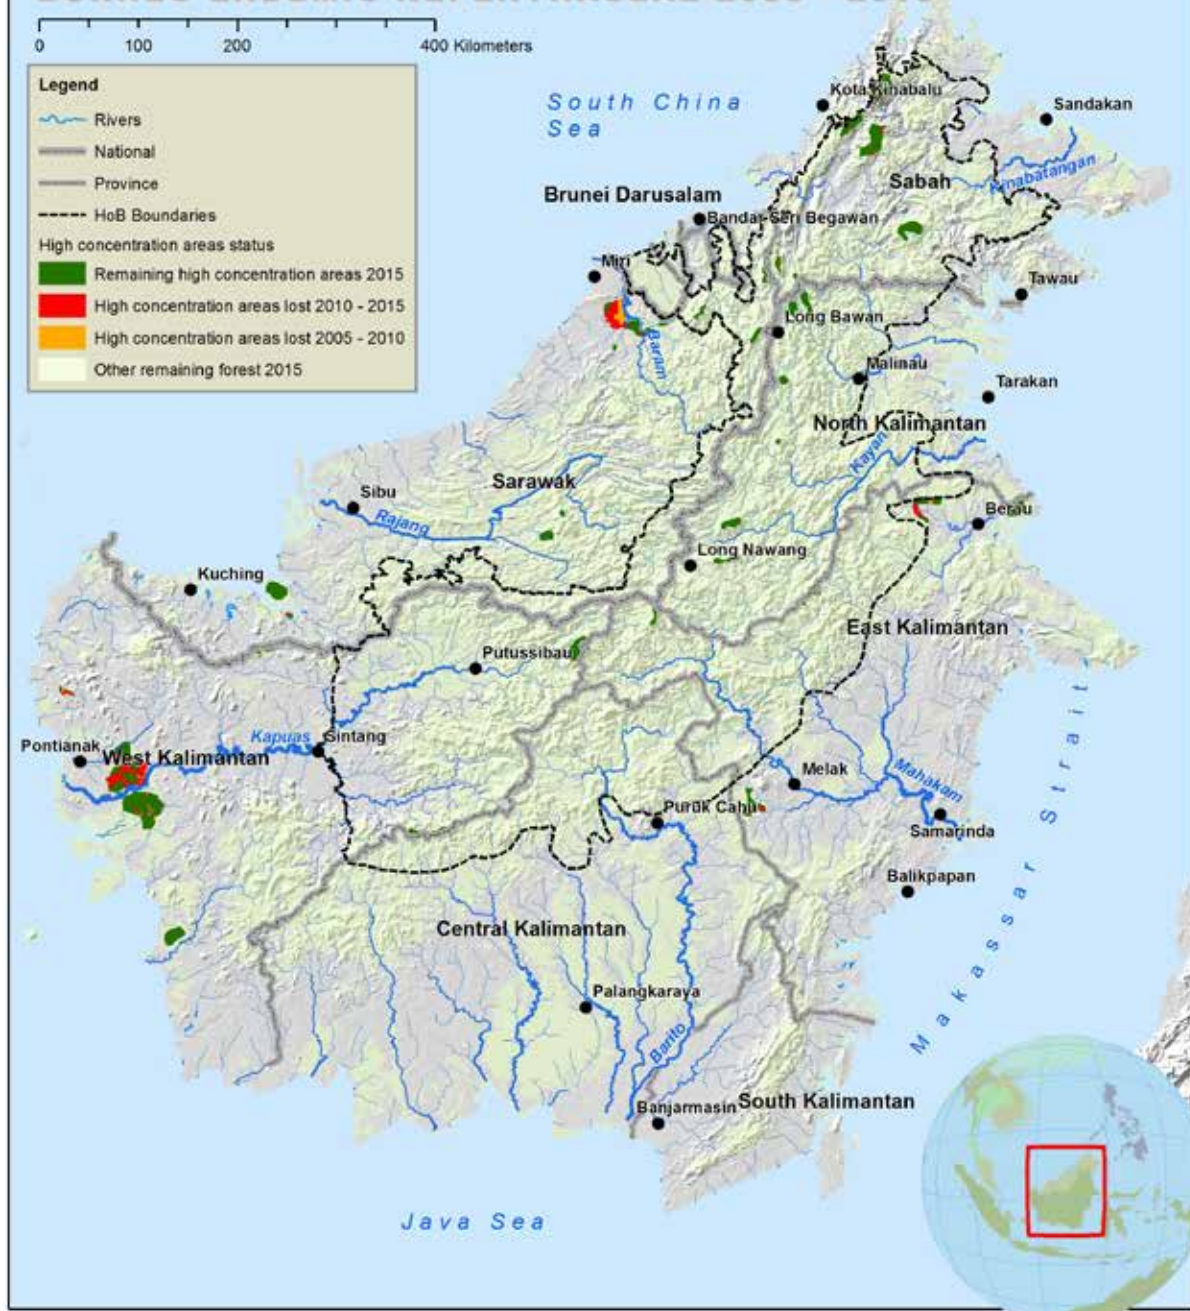 0 100 200 400 Kilometers
Legend
Rivers
National
Province
HoB Boundaries
High concentration areas status
Remaining high concentration areas 2015
High concentration areas lost 2010 - 2015
High concentration areas lost 2005 - 2010
Other remaining forest 2015
South China
Sea
Kota Kinabalu
Sandakan
Kinabatangan
Sabah
Brunei Darusalam
Bandar Seri Begawan
Miri
Tawau
Long Bawan
Baram
Malinau
Tarakan
North Kalimantan
Kayan
Sarawak
Sibu
Rajang
Berau
Long Nawang
Kuching
East Kalimantan
Putussibau
Pontianak
West Kalimantan
Kapuas
Sintang
Melak
Mahakam
Puruk Cahu
Samarinda
Balikpapan
Makassar Strait
Central Kalimantan
Palangkaraya
Barito
Banjarmasin
South Kalimantan
Java Sea